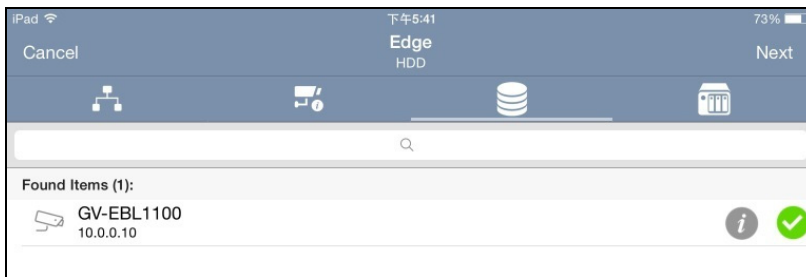 iPad 下午5:41 73%
Cancel Edge Next
HDD
Found Items (1):
GV-EBL1100
10.0.0.10